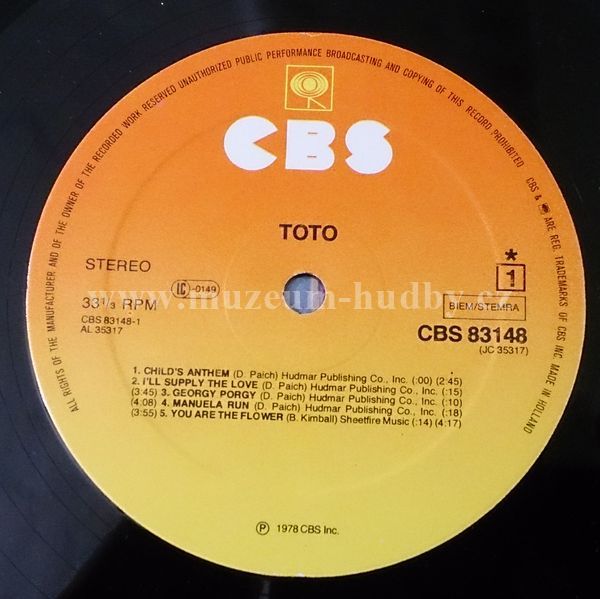 ALL RIGHTS OF THE MANUFACTURER AND OF THE OWNER OF THE RECORDED WORK RESERVED UNAUTHORIZED PUBLIC PERFORMANCE BROADCASTING AND COPYING OF THIS RECORD PROHIBITED
CBS & ARE REG. TRADEMARKS OF CBS INC. MADE IN HOLLAND
CBS
TOTO
STEREO
IC -0149
* 1
33⅓ RPM
BIEM/STEMRA
CBS 83148-1
AL 35317
CBS 83148
(JC 35317)
www.muzeum-hudby.cz
1. CHILD'S ANTHEM (D. Paich) Hudmar Publishing Co., Inc. (:00) (2:45)
2. I'LL SUPPLY THE LOVE (D. Paich) Hudmar Publishing Co., Inc. (:15)
(3:45) 3. GEORGY PORGY (D. Paich) Hudmar Publishing Co., Inc. (:10)
(4:08) 4. MANUELA RUN (D. Paich) Hudmar Publishing Co., Inc. (:18)
(3:55) 5. YOU ARE THE FLOWER (B. Kimball) Sheetfire Music (:14) (4:17)
℗ 1978 CBS Inc.